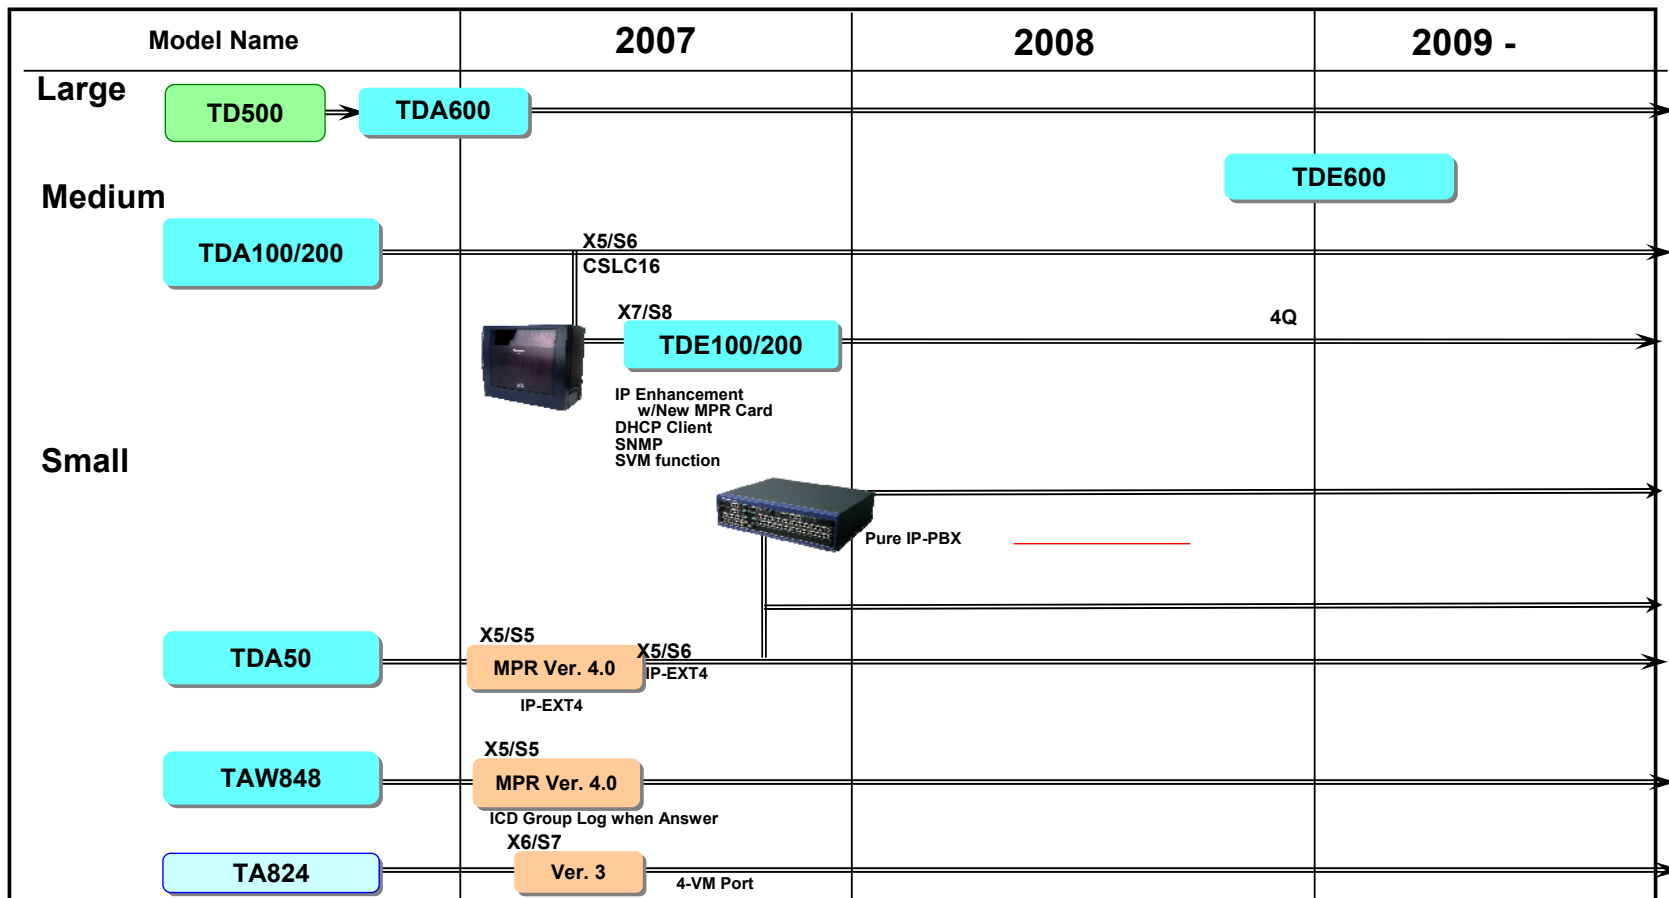 Model Name
2007
2008
2009 -
Large
TD500
TDA600
TDE600
Medium
TDA100/200
X5/S6
CSLC16
X7/S8
TDE100/200
4Q
IP Enhancement
w/New MPR Card
DHCP Client
SNMP
SVM function
Small
Pure IP-PBX
TDA50
X5/S5
MPR Ver. 4.0
X5/S6
IP-EXT4
IP-EXT4
TAW848
X5/S5
MPR Ver. 4.0
ICD Group Log when Answer
TA824
X6/S7
Ver. 3
4-VM Port